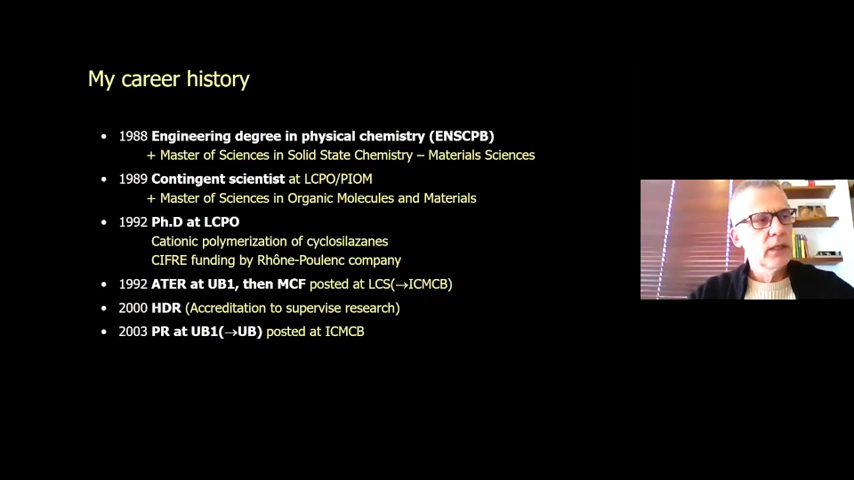 My career history
• 1988 Engineering degree in physical chemistry (ENSCPB)
+ Master of Sciences in Solid State Chemistry – Materials Sciences
• 1989 Contingent scientist at LCPO/PIOM
+ Master of Sciences in Organic Molecules and Materials
• 1992 Ph.D at LCPO
Cationic polymerization of cyclosilazanes
CIFRE funding by Rhône-Poulenc company
• 1992 ATER at UB1, then MCF posted at LCS(→ICMCB)
• 2000 HDR (Accreditation to supervise research)
• 2003 PR at UB1(→UB) posted at ICMCB